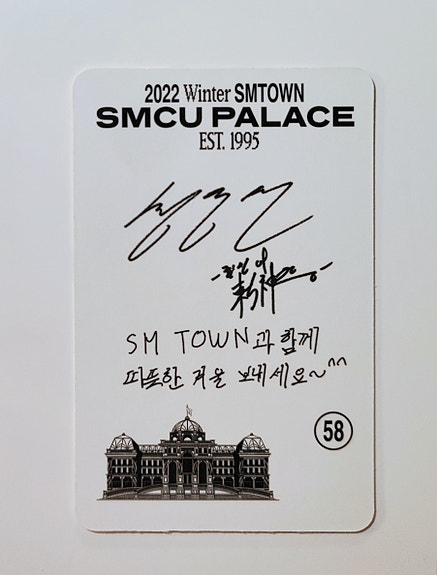 2022 Winter SMTOWN
SMCU PALACE
EST. 1995
SM TOWN과 함께
따뜻한 겨울 보내세요~^^
58